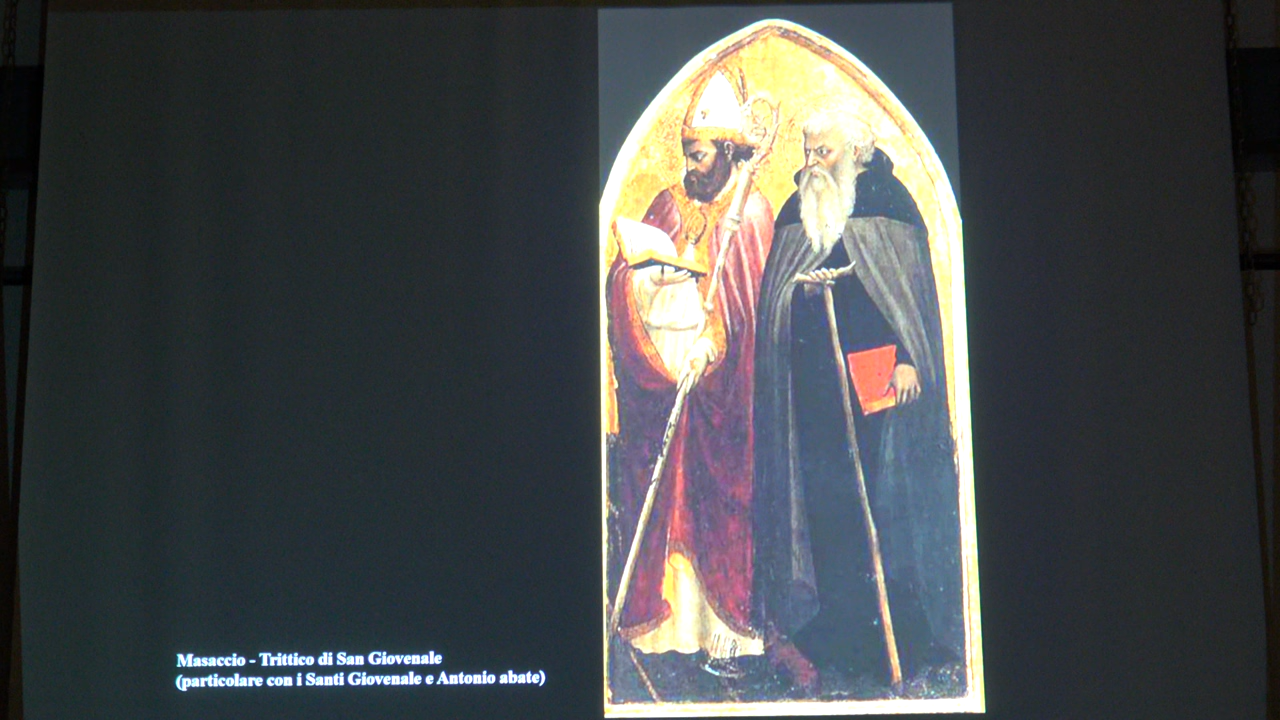 Masaccio - Trittico di San Giovenale
(particolare con i Santi Giovenale e Antonio abate)